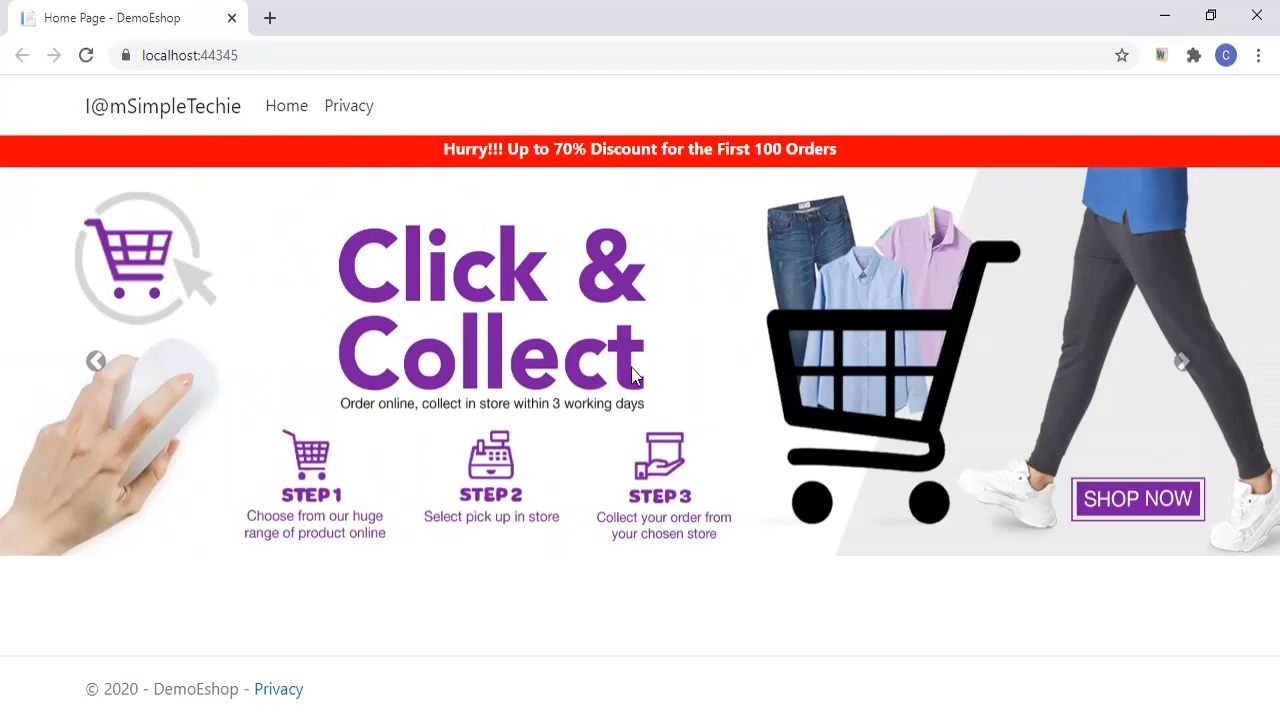 Home Page - DemoEshop
localhost:44345
C
I@mSimpleTechie Home Privacy
Hurry!!! Up to 70% Discount for the First 100 Orders
Click &
Collect
Order online, collect in store within 3 working days
STEP 1
Choose from our huge
range of product online
STEP 2
Select pick up in store
STEP 3
Collect your order from
your chosen store
SHOP NOW
© 2020 - DemoEshop - Privacy